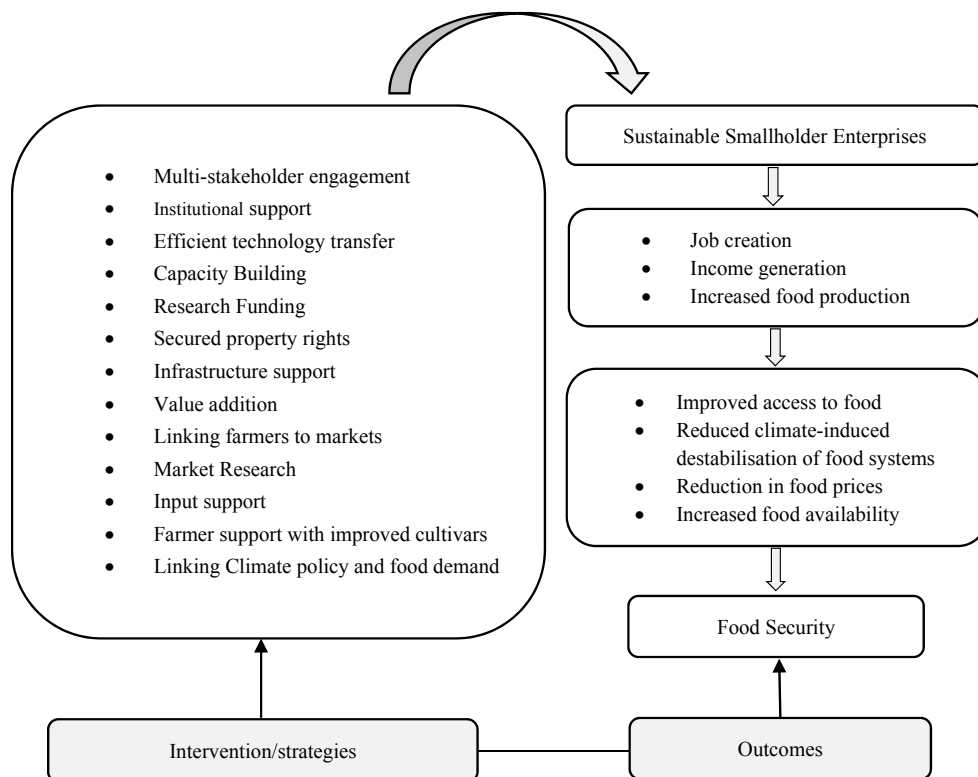 Multi-stakeholder engagement
Institutional support
Efficient technology transfer
Capacity Building
Research Funding
Secured property rights
Infrastructure support
Value addition
Linking farmers to markets
Market Research
Input support
Farmer support with improved cultivars
Linking Climate policy and food demand
Sustainable Smallholder Enterprises
Job creation
Income generation
Increased food production
Improved access to food
Reduced climate-induced
destabilisation of food systems
Reduction in food prices
Increased food availability
Food Security
Intervention/strategies
Outcomes